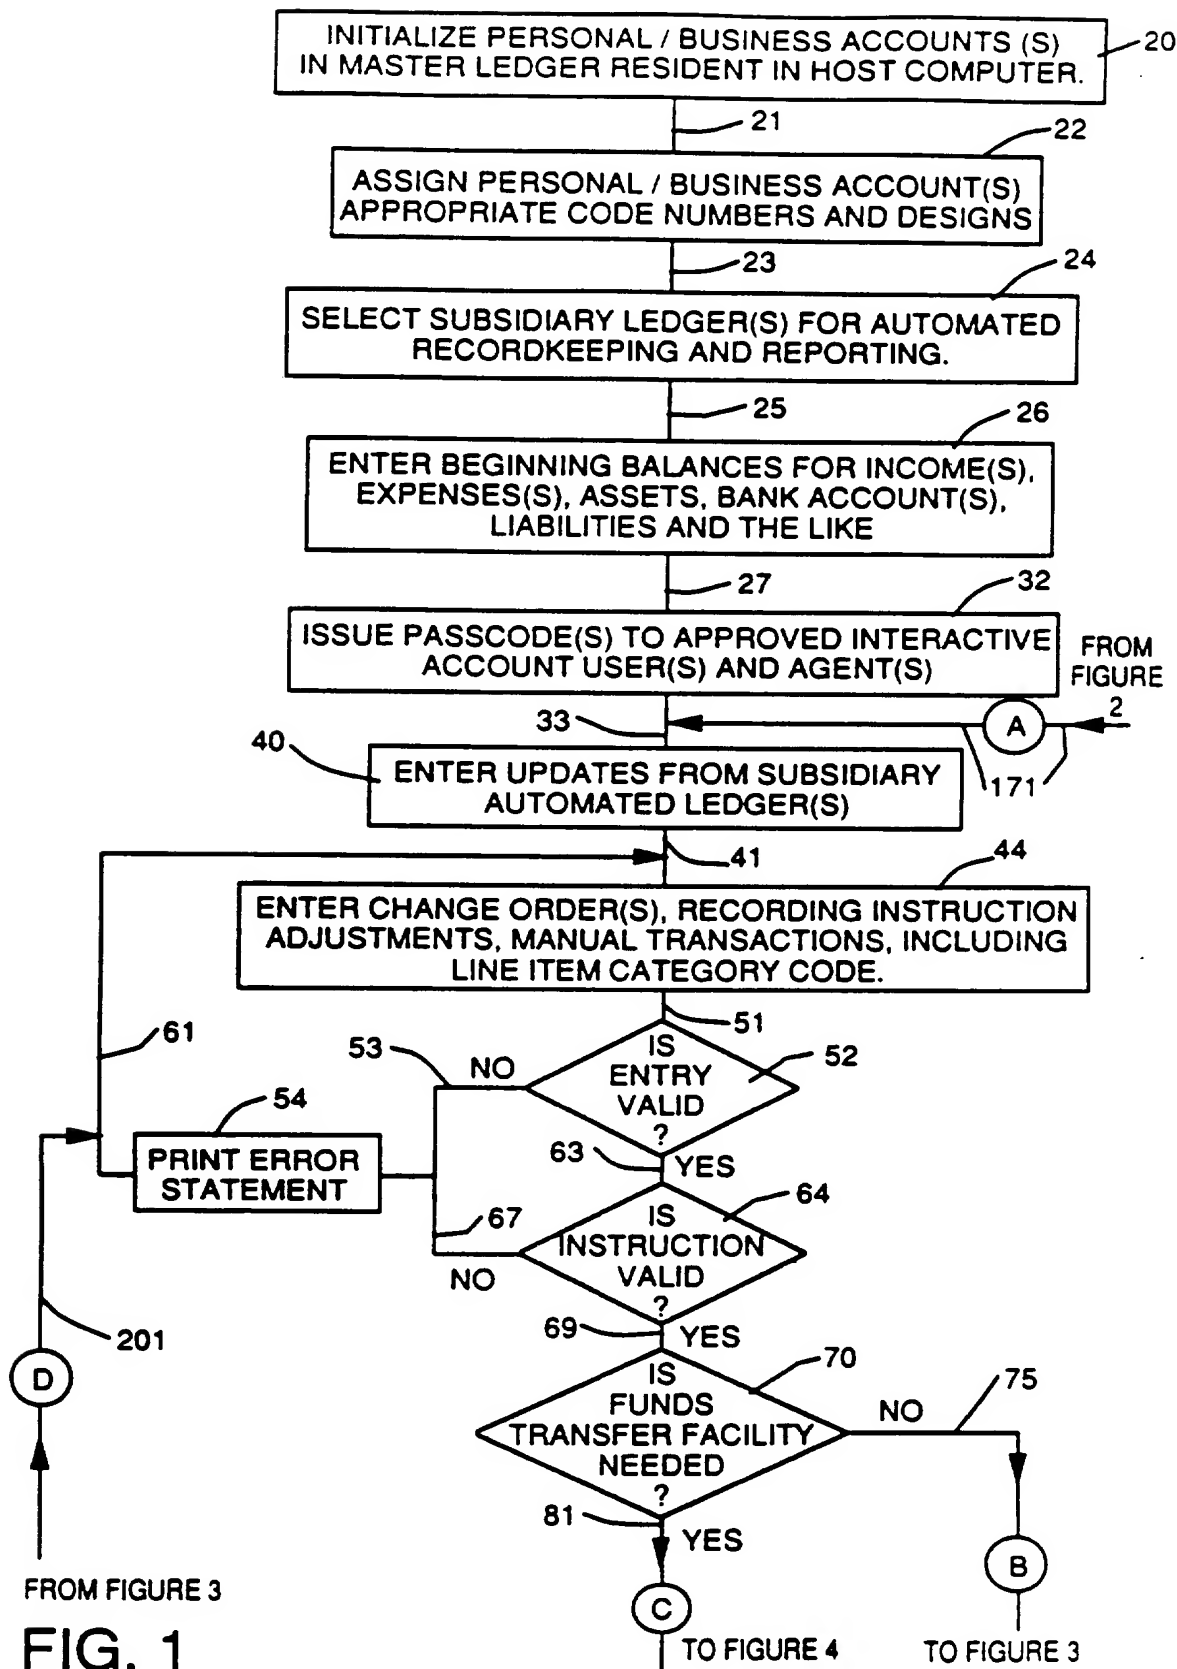 INITIALIZE PERSONAL / BUSINESS ACCOUNTS (S)
IN MASTER LEDGER RESIDENT IN HOST COMPUTER.
20
21
22
ASSIGN PERSONAL / BUSINESS ACCOUNT(S)
APPROPRIATE CODE NUMBERS AND DESIGNS
23
24
SELECT SUBSIDIARY LEDGER(S) FOR AUTOMATED
RECORDKEEPING AND REPORTING.
25
26
ENTER BEGINNING BALANCES FOR INCOME(S),
EXPENSES(S), ASSETS, BANK ACCOUNT(S),
LIABILITIES AND THE LIKE
27
32
ISSUE PASSCODE(S) TO APPROVED INTERACTIVE
ACCOUNT USER(S) AND AGENT(S)
FROM
FIGURE
2
33
A
171
40
ENTER UPDATES FROM SUBSIDIARY
AUTOMATED LEDGER(S)
41
44
ENTER CHANGE ORDER(S), RECORDING INSTRUCTION
ADJUSTMENTS, MANUAL TRANSACTIONS, INCLUDING
LINE ITEM CATEGORY CODE.
51
61
53
NO
IS
ENTRY
VALID
?
52
54
PRINT ERROR
STATEMENT
63
YES
64
67
IS
INSTRUCTION
VALID
?
NO
69
YES
201
D
70
IS
FUNDS
TRANSFER FACILITY
NEEDED
?
NO
75
81
YES
B
C
FROM FIGURE 3
FIG. 1
TO FIGURE 4
TO FIGURE 3